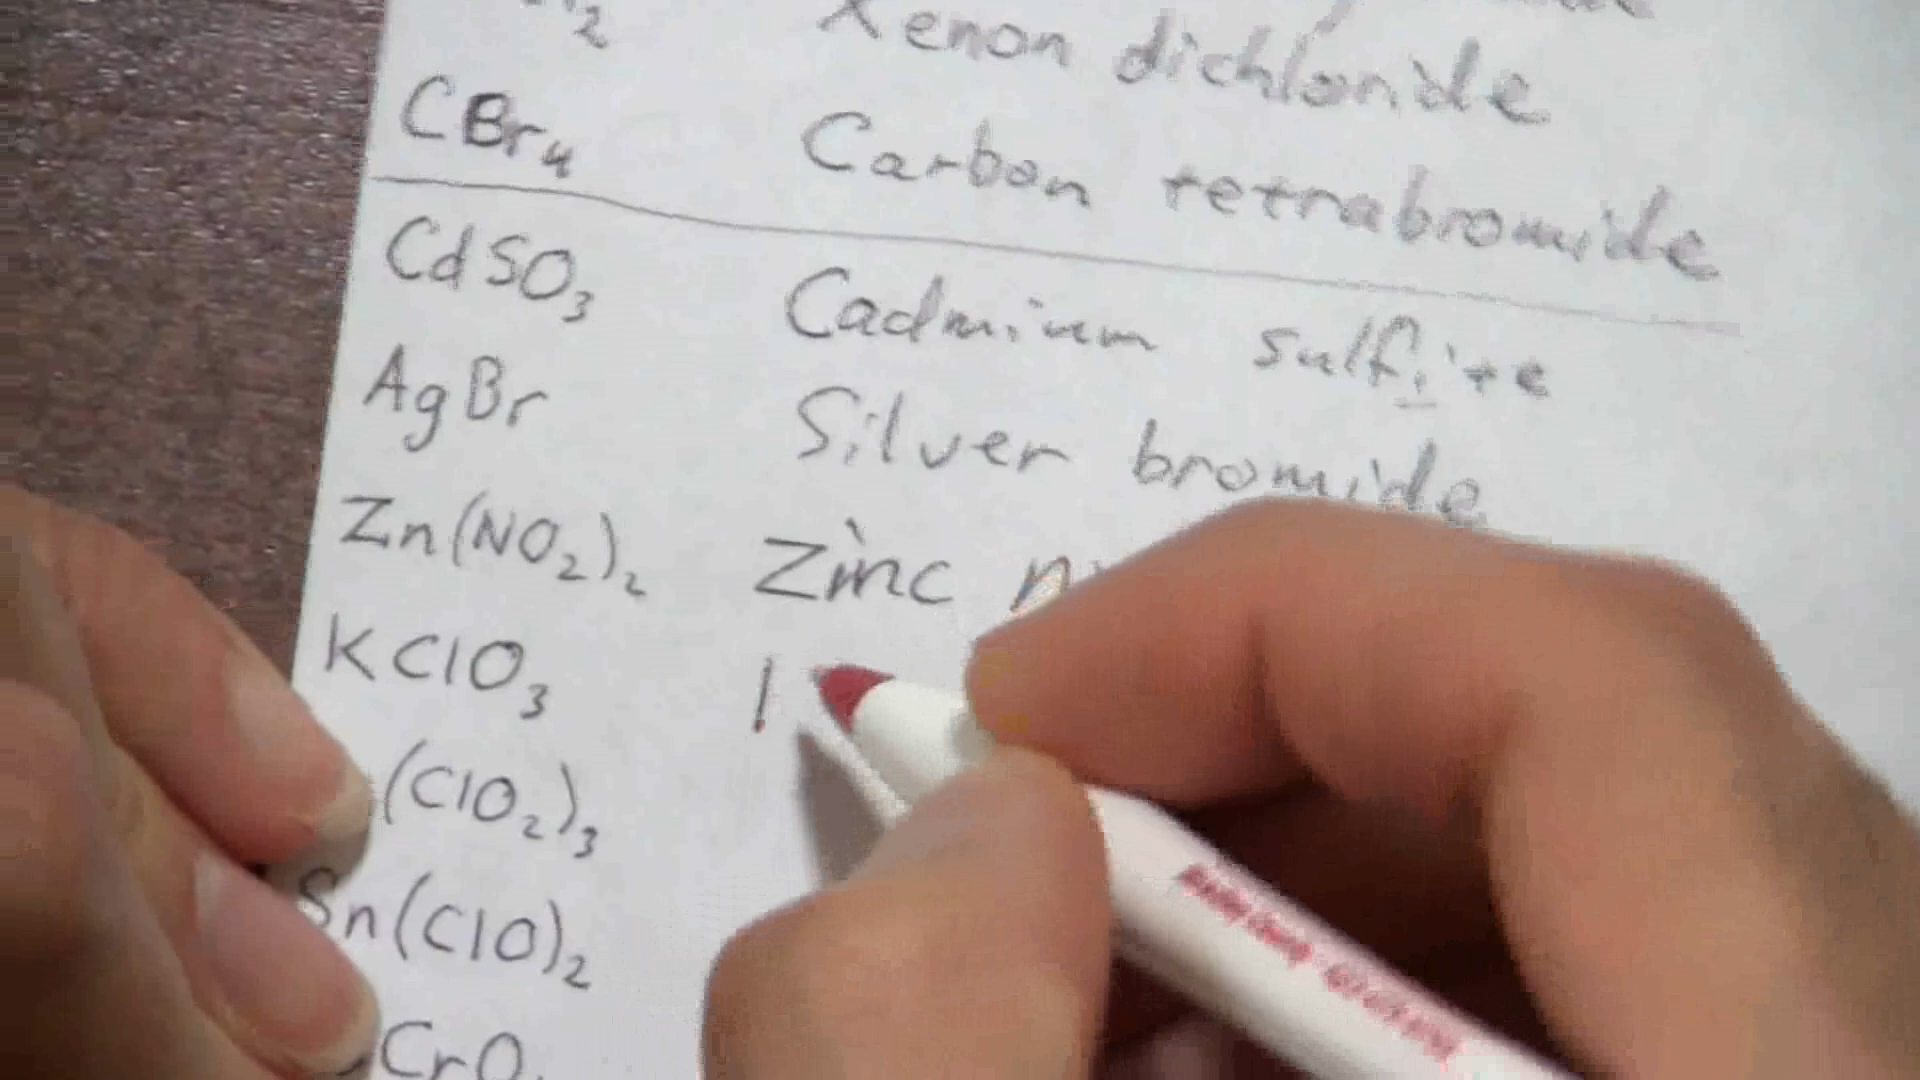 Xenon dichloride
CBr4 Carbon tetrabromide
CdSO3 Cadmium sulfite
AgBr Silver bromide
Zn(NO2)2 Zinc
KClO3
(ClO2)3
Sn(ClO)2
CrO